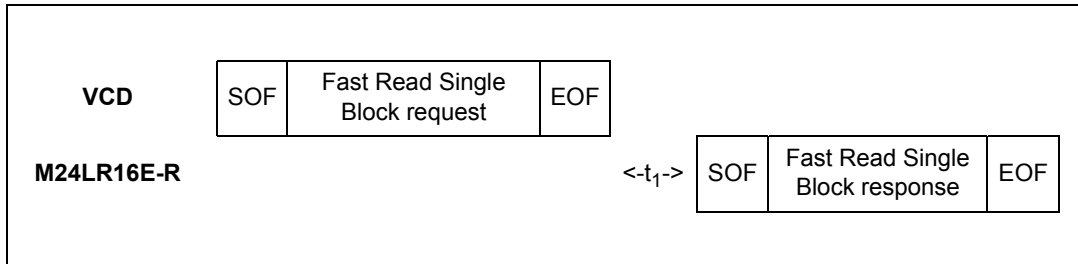 VCD SOF Fast Read Single Block request EOF
M24LR16E-R <-t1-> SOF Fast Read Single Block response EOF